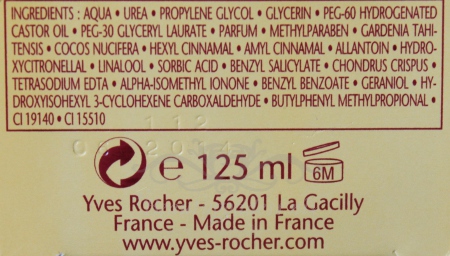 INGREDIENTS : AQUA • UREA • PROPYLENE GLYCOL • GLYCERIN • PEG-60 HYDROGENATED
CASTOR OIL • PEG-30 GLYCERYL LAURATE • PARFUM • METHYLPARABEN • GARDENIA TAHI-
TENSIS • COCOS NUCIFERA • HEXYL CINNAMAL • AMYL CINNAMAL • ALLANTOIN • HYDRO-
XYCITRONELLAL • LINALOOL • SORBIC ACID • BENZYL SALICYLATE • CHONDRUS CRISPUS •
TETRASODIUM EDTA • ALPHA-ISOMETHYL IONONE • BENZYL BENZOATE • GERANIOL • HY-
DROXYISOHEXYL 3-CYCLOHEXENE CARBOXALDEHYDE • BUTYLPHENYL METHYLPROPIONAL •
CI 19140 • CI 15510
e 125 ml 6M
Yves Rocher - 56201 La Gacilly
France - Made in France
www.yves-rocher.com